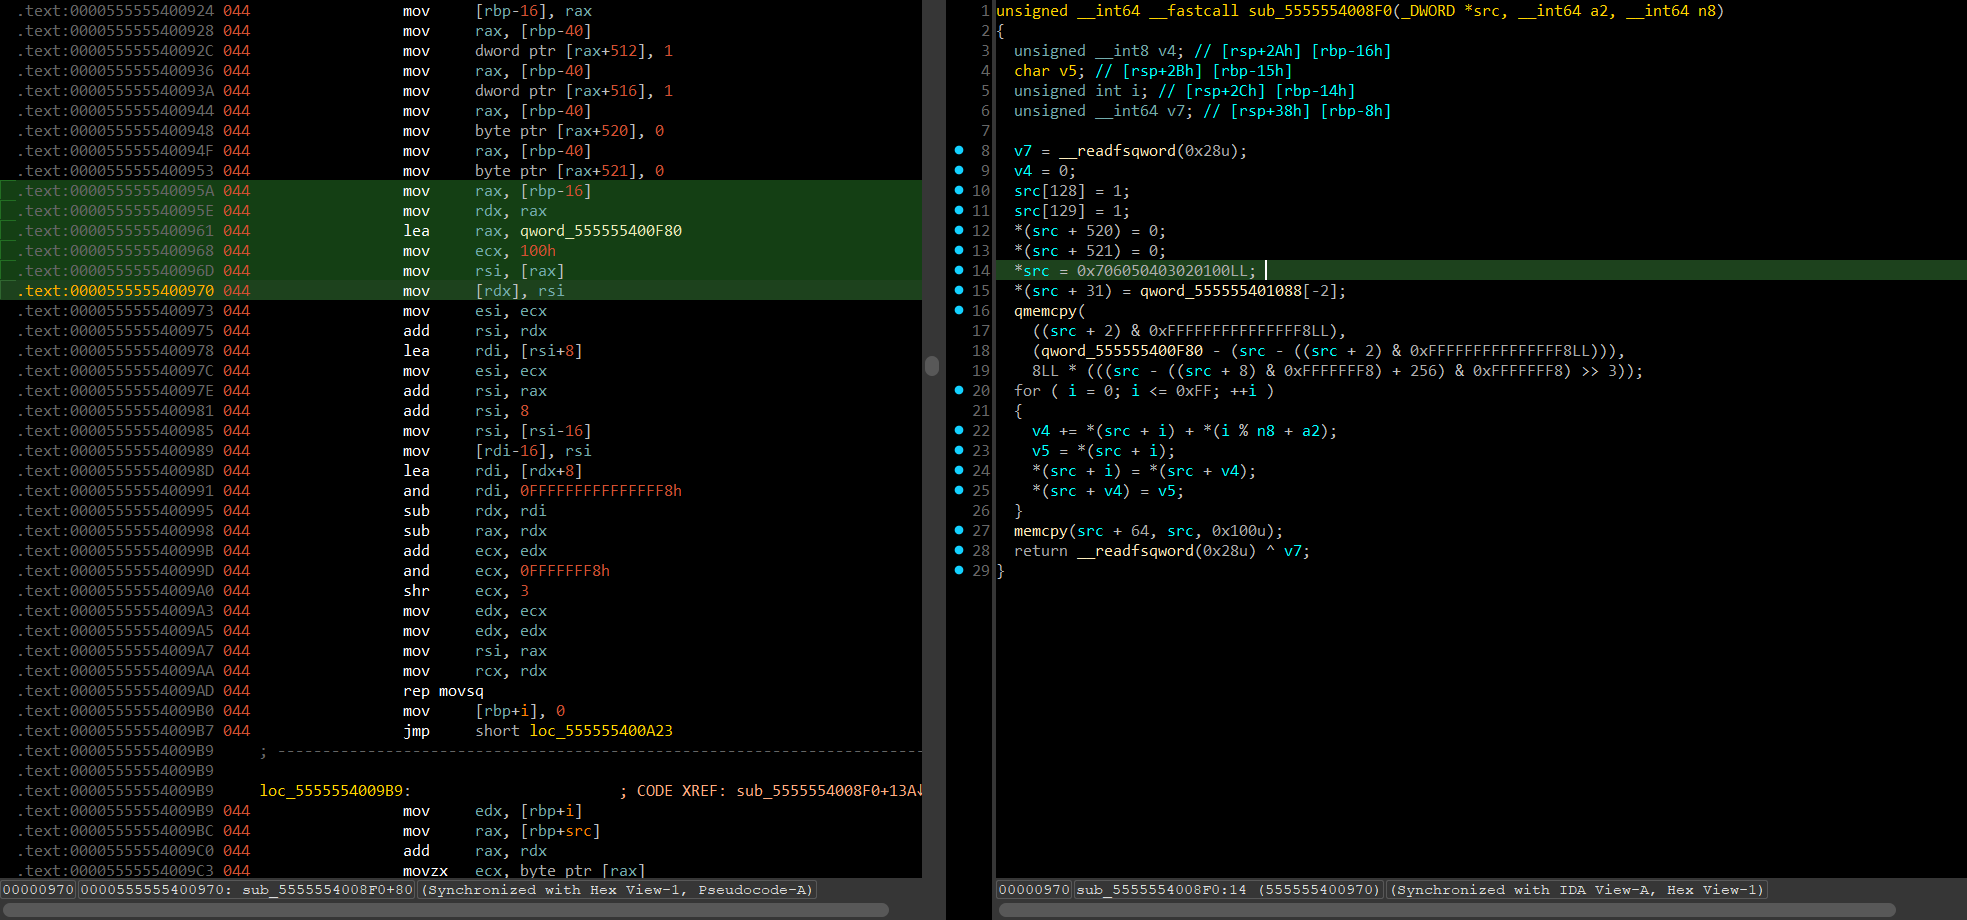 .text:0000555555400924 044 mov [rbp-16], rax
.text:0000555555400928 044 mov rax, [rbp-40]
.text:000055555540092C 044 mov dword ptr [rax+512], 1
.text:0000555555400936 044 mov rax, [rbp-40]
.text:000055555540093A 044 mov dword ptr [rax+516], 1
.text:0000555555400944 044 mov rax, [rbp-40]
.text:0000555555400948 044 mov byte ptr [rax+520], 0
.text:000055555540094F 044 mov rax, [rbp-40]
.text:0000555555400953 044 mov byte ptr [rax+521], 0
.text:000055555540095A 044 mov rax, [rbp-16]
.text:000055555540095E 044 mov rdx, rax
.text:0000555555400961 044 lea rax, qword_555555400F80
.text:0000555555400968 044 mov ecx, 100h
.text:000055555540096D 044 mov rsi, [rax]
.text:0000555555400970 044 mov [rdx], rsi
.text:0000555555400973 044 mov esi, ecx
.text:0000555555400975 044 add rsi, rdx
.text:0000555555400978 044 lea rdi, [rsi+8]
.text:000055555540097C 044 mov esi, ecx
.text:000055555540097E 044 add rsi, rax
.text:0000555555400981 044 add rsi, 8
.text:0000555555400985 044 mov rsi, [rsi-16]
.text:0000555555400989 044 mov [rdi-16], rsi
.text:000055555540098D 044 lea rdi, [rdx+8]
.text:0000555555400991 044 and rdi, 0FFFFFFFFFFFFFFF8h
.text:0000555555400995 044 sub rdx, rdi
.text:0000555555400998 044 sub rax, rdx
.text:000055555540099B 044 add ecx, edx
.text:000055555540099D 044 and ecx, 0FFFFFFF8h
.text:00005555554009A0 044 shr ecx, 3
.text:00005555554009A3 044 mov edx, ecx
.text:00005555554009A5 044 mov edx, edx
.text:00005555554009A7 044 mov rsi, rax
.text:00005555554009AA 044 mov rcx, rdx
.text:00005555554009AD 044 rep movsq
.text:00005555554009B0 044 mov [rbp+i], 0
.text:00005555554009B7 044 jmp short loc_555555400A23
.text:00005555554009B9 ; ------------------------------------------------------------------------
.text:00005555554009B9
.text:00005555554009B9 loc_5555554009B9: ; CODE XREF: sub_5555554008F0+13A↓
.text:00005555554009B9 044 mov edx, [rbp+i]
.text:00005555554009BC 044 mov rax, [rbp+src]
.text:00005555554009C0 044 add rax, rdx
.text:00005555554009C3 044 movzx ecx, byte ptr [rax]
00000970 0000555555400970: sub_5555554008F0+80 (Synchronized with Hex View-1, Pseudocode-A)
1 unsigned __int64 __fastcall sub_5555554008F0(_DWORD *src, __int64 a2, __int64 n8)
2 {
3 unsigned __int8 v4; // [rsp+2Ah] [rbp-16h]
4 char v5; // [rsp+2Bh] [rbp-15h]
5 unsigned int i; // [rsp+2Ch] [rbp-14h]
6 unsigned __int64 v7; // [rsp+38h] [rbp-8h]
7
8 v7 = __readfsqword(0x28u);
9 v4 = 0;
10 src[128] = 1;
11 src[129] = 1;
12 *(src + 520) = 0;
13 *(src + 521) = 0;
14 *src = 0x706050403020100LL;
15 *(src + 31) = qword_555555401088[-2];
16 qmemcpy(
17 ((src + 2) & 0xFFFFFFFFFFFFFFF8LL),
18 (qword_555555400F80 - (src - ((src + 2) & 0xFFFFFFFFFFFFFFF8LL))),
19 8LL * (((src - ((src + 8) & 0xFFFFFFF8) + 256) & 0xFFFFFFF8) >> 3));
20 for ( i = 0; i <= 0xFF; ++i )
21 {
22 v4 += *(src + i) + *(i % n8 + a2);
23 v5 = *(src + i);
24 *(src + i) = *(src + v4);
25 *(src + v4) = v5;
26 }
27 memcpy(src + 64, src, 0x100u);
28 return __readfsqword(0x28u) ^ v7;
29 }
00000970 sub_5555554008F0:14 (555555400970) (Synchronized with IDA View-A, Hex View-1)